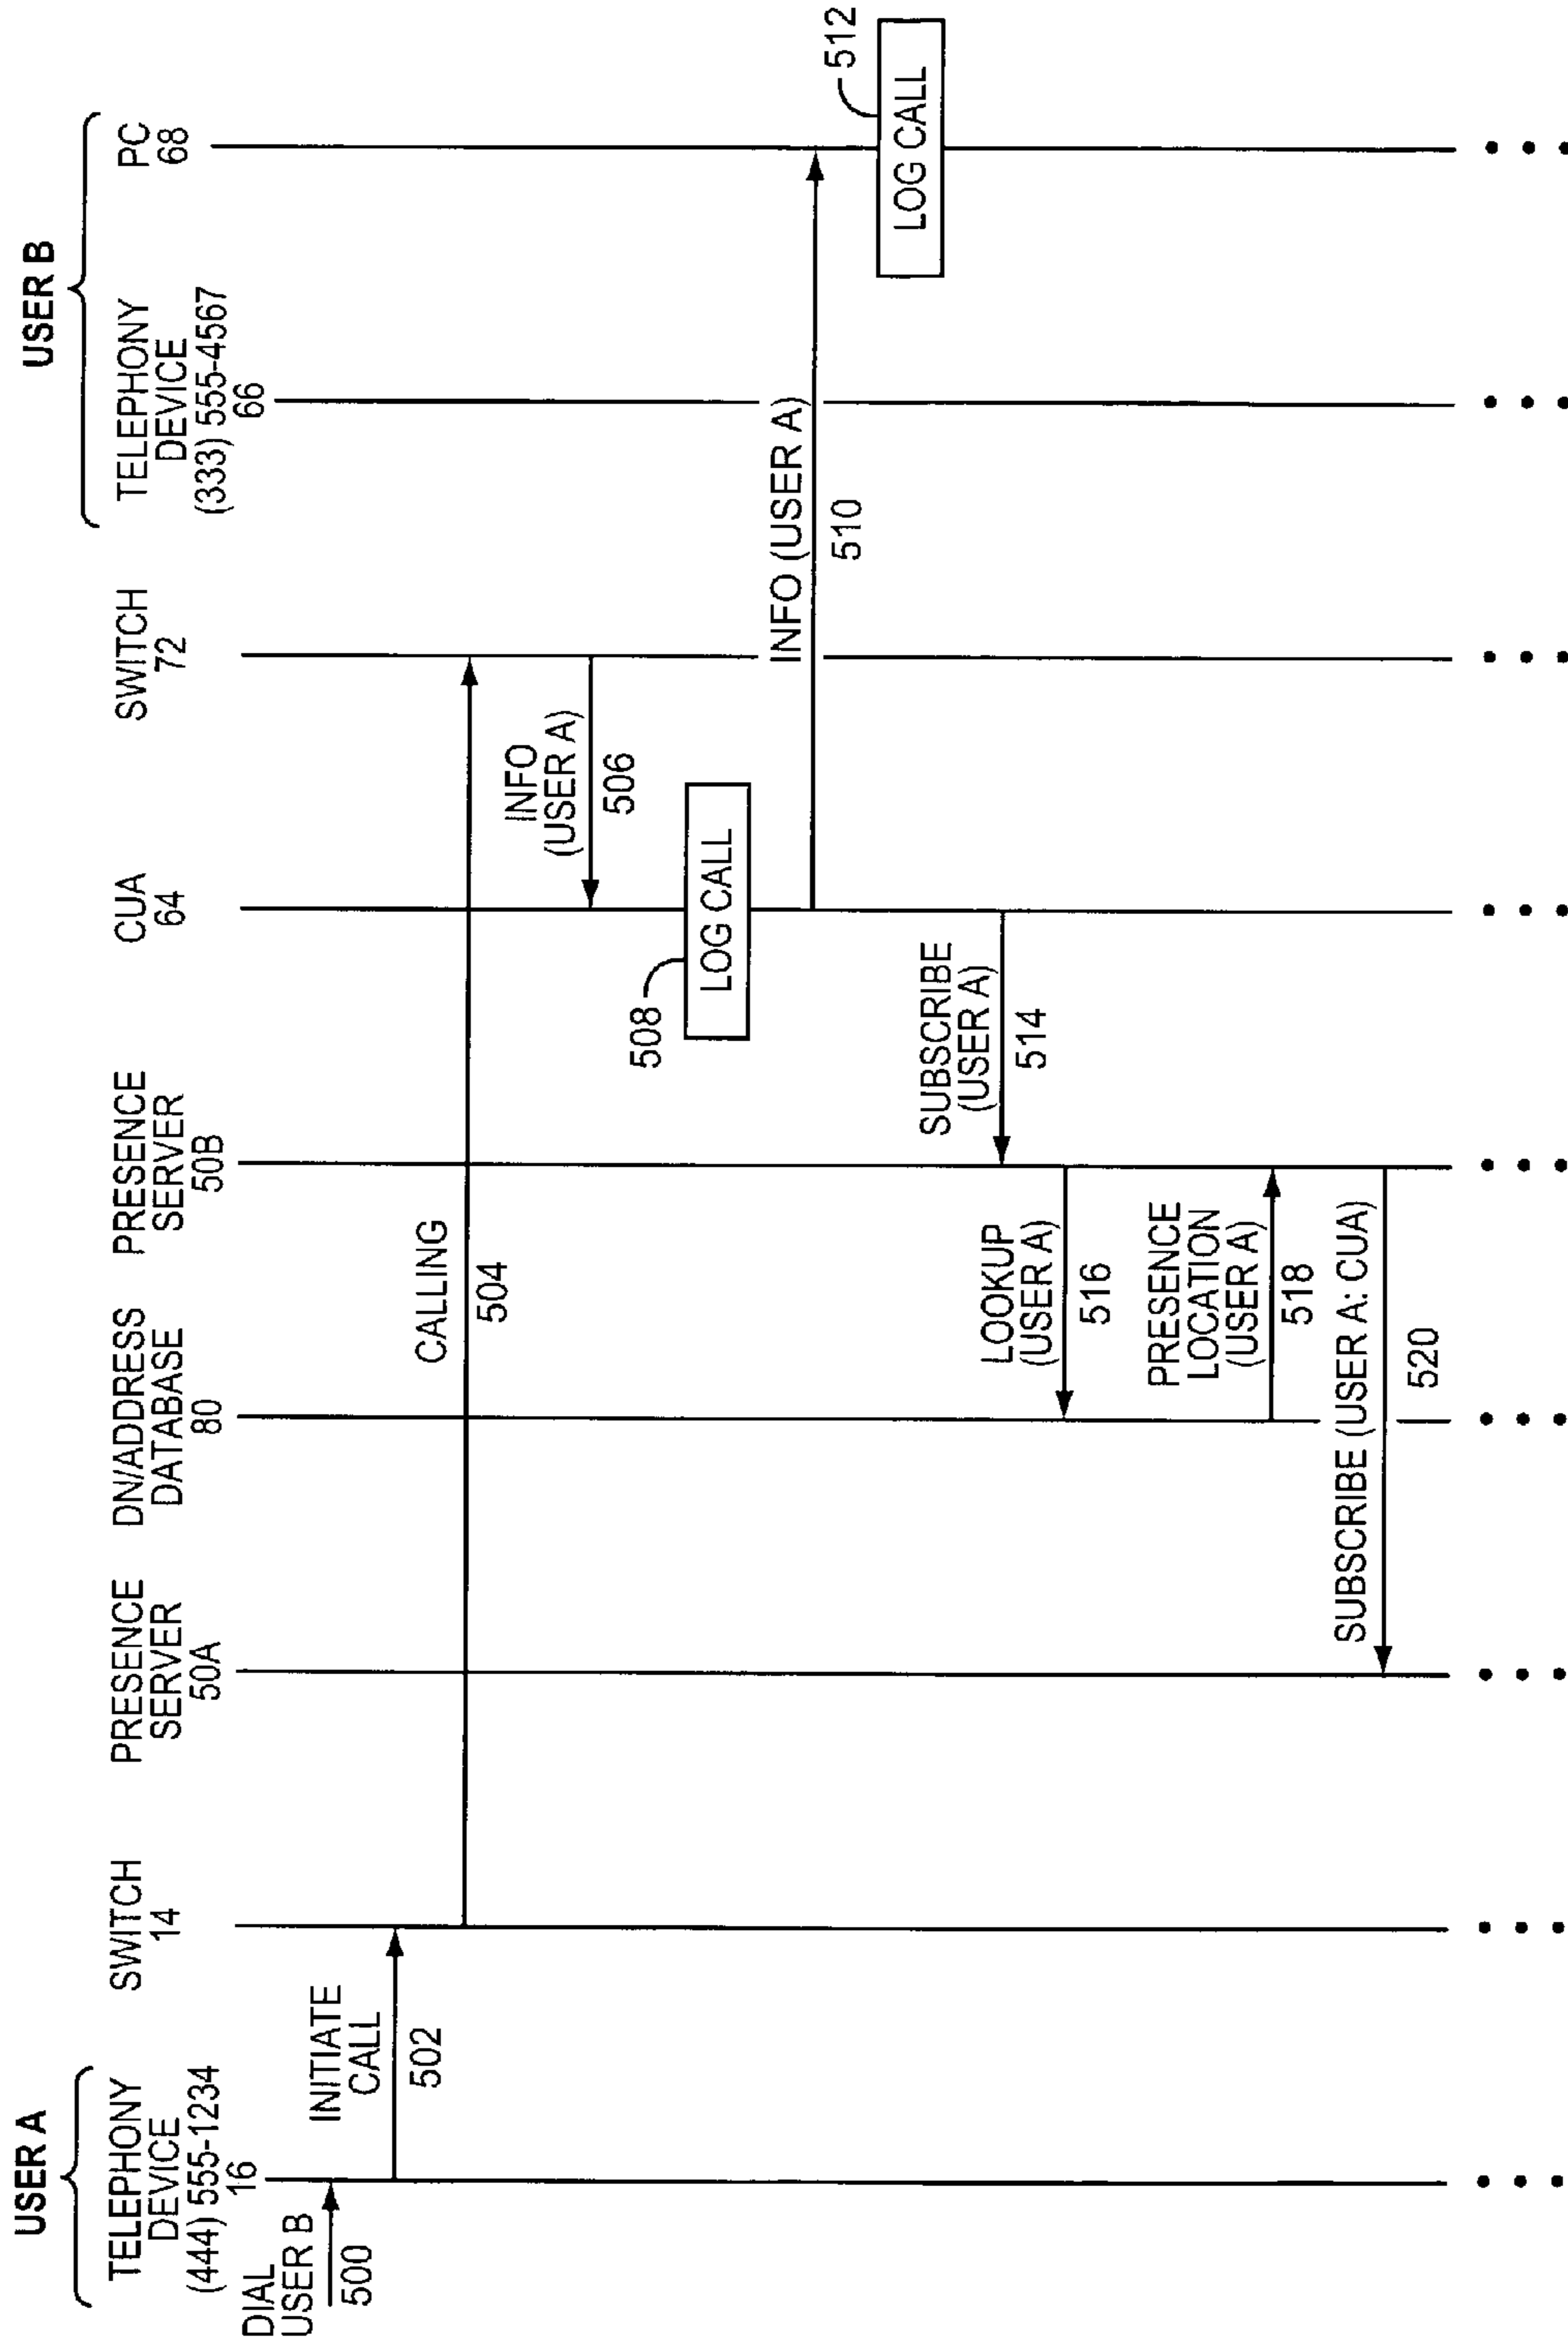 USER A
USER B
TELEPHONY
DEVICE
(444) 555-1234
16
SWITCH
14
PRESENCE
SERVER
50A
DN/ADDRESS
DATABASE
80
PRESENCE
SERVER
50B
CUA
64
SWITCH
72
TELEPHONY
DEVICE
(333) 555-4567
66
PC
68
DIAL
USER B
500
INITIATE
CALL
502
CALLING
504
INFO
(USER A)
506
508
LOG CALL
INFO (USER A)
510
512
LOG CALL
SUBSCRIBE
(USER A)
514
LOOKUP
(USER A)
516
PRESENCE
LOCATION
(USER A)
518
SUBSCRIBE (USER A: CUA)
520